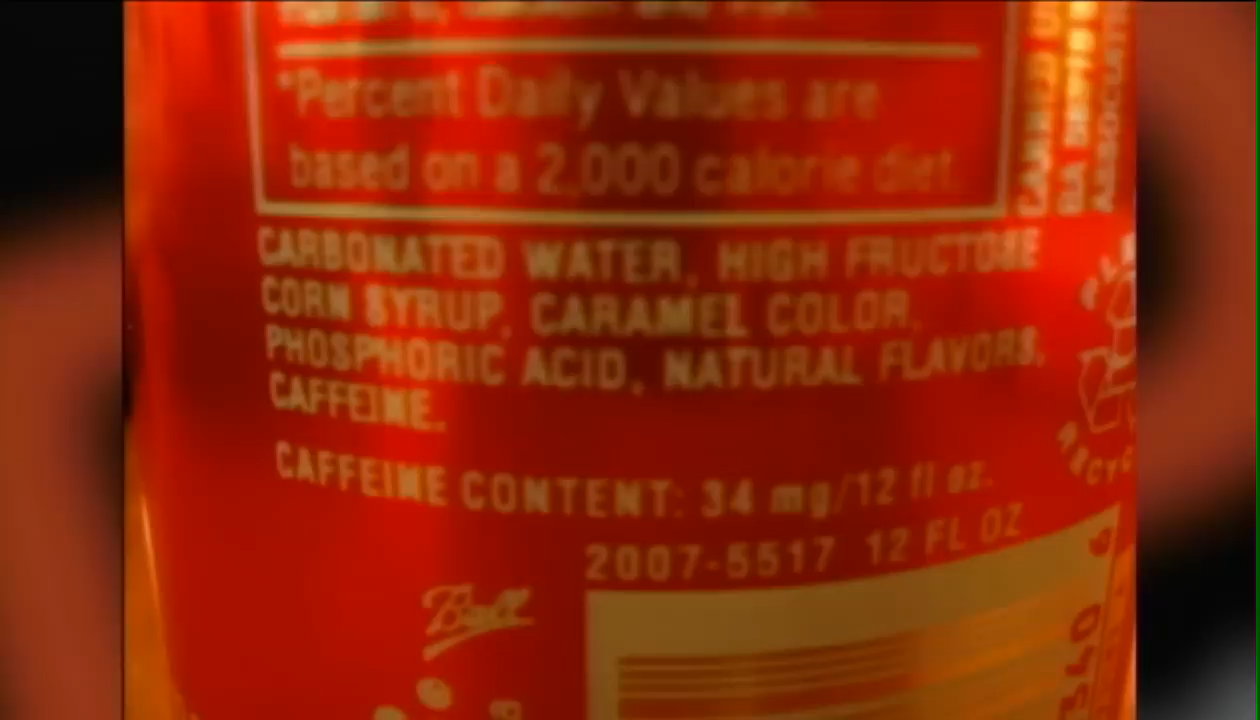 *Percent Daily Values are
based on a 2,000 calorie diet.
CARBONATED WATER, HIGH FRUCTOSE
CORN SYRUP, CARAMEL COLOR,
PHOSPHORIC ACID, NATURAL FLAVORS,
CAFFEINE.
CAFFEINE CONTENT: 34 mg/12 fl oz.
2007-5517 12 FL OZ
Ball